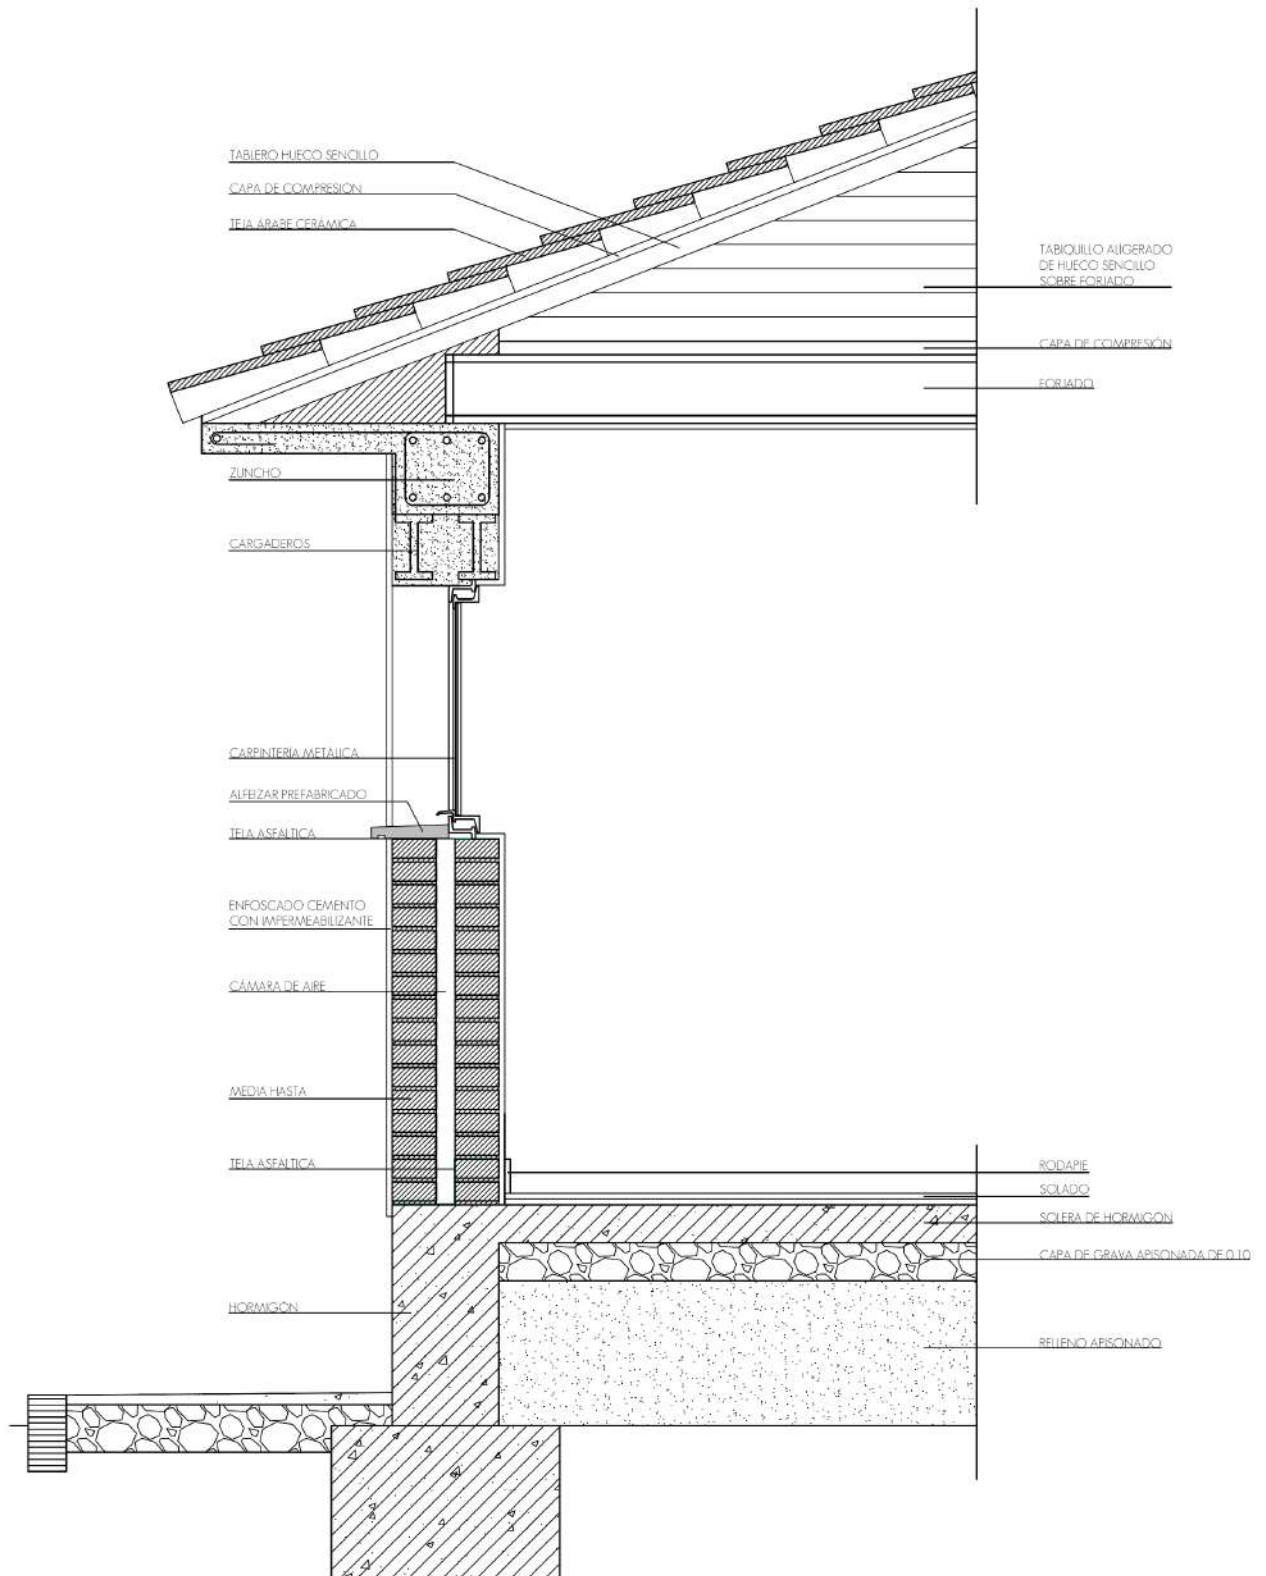 TABLERO HUECO SENCILLO
CAPA DE COMPRESIÓN
TEJA ÁRABE CERÁMICA
TABIQUILLO ALIGERADO
DE HUECO SENCILLO
SOBRE FORJADO
CAPA DE COMPRESIÓN
FORJADO
ZUNCHO
CARGADEROS
CARPINTERÍA METÁLICA
ALFEIZAR PREFABRICADO
TELA ASFÁLTICA
ENFOSCADO CEMENTO
CON IMPERMEABILIZANTE
CÁMARA DE AIRE
MEDIA HASTA
TELA ASFÁLTICA
RODAPIE
SOLADO
SOLERA DE HORMIGON
CAPA DE GRAVA APISONADA DE 0.10
HORMIGÓN
RELLENO APISONADO